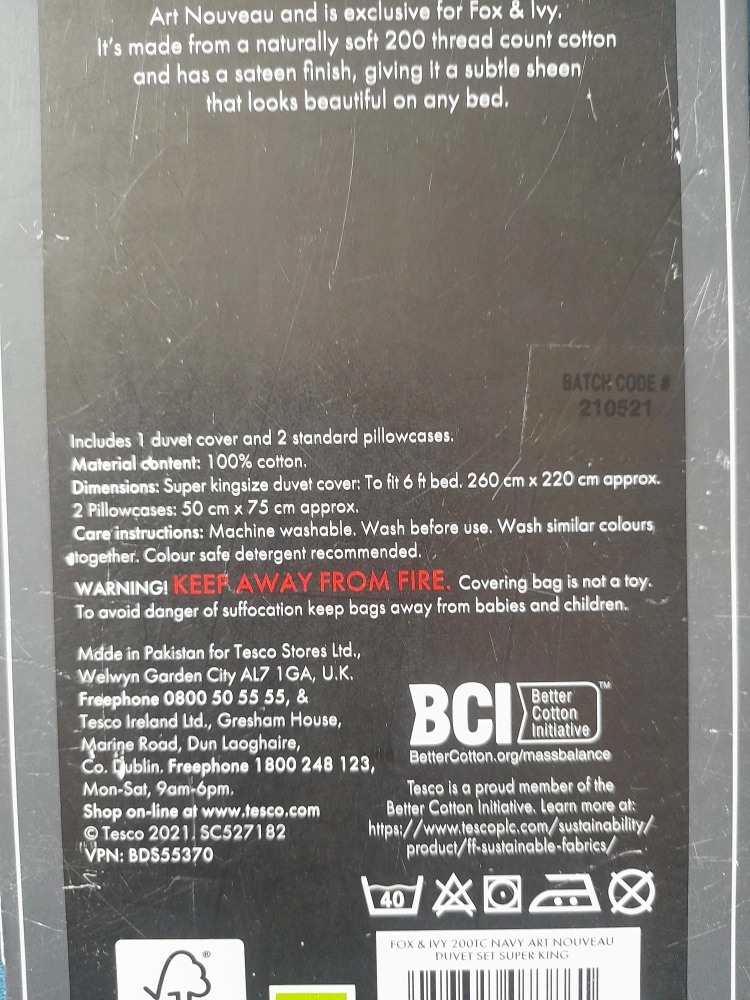 Art Nouveau and is exclusive for Fox & Ivy.
It's made from a naturally soft 200 thread count cotton
and has a sateen finish, giving it a subtle sheen
that looks beautiful on any bed.
BATCH CODE #
210521
Includes 1 duvet cover and 2 standard pillowcases.
Material content: 100% cotton.
Dimensions: Super kingsize duvet cover: To fit 6 ft bed. 260 cm x 220 cm approx.
2 Pillowcases: 50 cm x 75 cm approx.
Care instructions: Machine washable. Wash before use. Wash similar colours
together. Colour safe detergent recommended.
WARNING! KEEP AWAY FROM FIRE. Covering bag is not a toy.
To avoid danger of suffocation keep bags away from babies and children.
Made in Pakistan for Tesco Stores Ltd.,
Welwyn Garden City AL7 1GA, U.K.
Freephone 0800 50 55 55, &
Tesco Ireland Ltd., Gresham House,
Marine Road, Dun Laoghaire,
Co. Dublin. Freephone 1800 248 123,
Mon-Sat, 9am-6pm.
Shop on-line at www.tesco.com
© Tesco 2021. SC527182
VPN: BDS55370
BCI Better
Cotton
Initiative ™
BetterCotton.org/massbalance
Tesco is a proud member of the
Better Cotton Initiative. Learn more at:
https://www.tescoplc.com/sustainability/
product/ff-sustainable-fabrics/
40
®
FOX & IVY 200TC NAVY ART NOUVEAU
DUVET SET SUPER KING